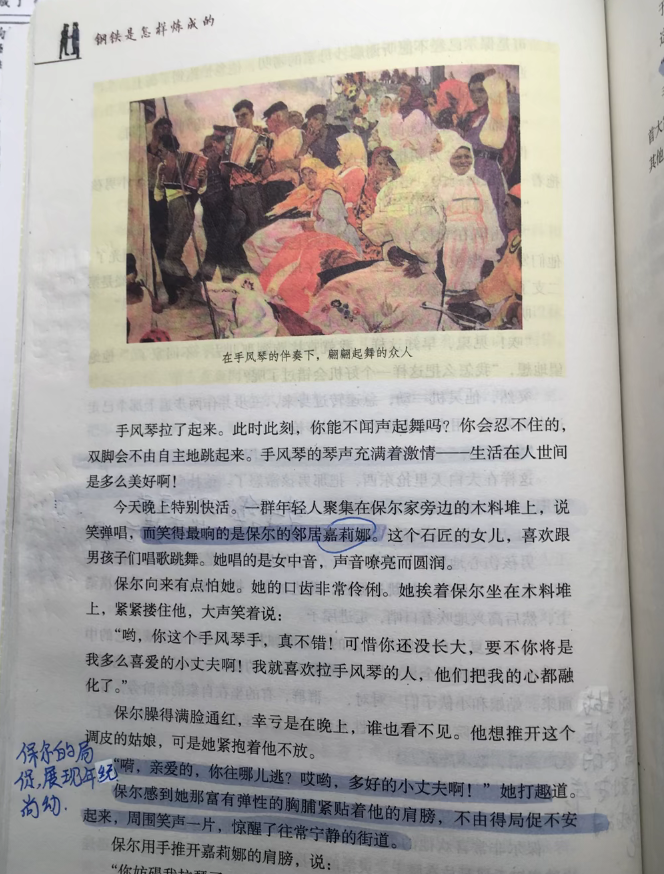 钢铁是怎样炼成的
在手风琴的伴奏下，翩翩起舞的众人
手风琴拉了起来。此时此刻，你能不闻声起舞吗？你会忍不住的，
双脚会不由自主地跳起来。手风琴的琴声充满着激情——生活在人世间
是多么美好啊！
今天晚上特别快活。一群年轻人聚集在保尔家旁边的木料堆上，说
笑弹唱，而笑得最响的是保尔的邻居嘉莉娜。这个石匠的女儿，喜欢跟
男孩子们唱歌跳舞。她唱的是女中音，声音嘹亮而圆润。
保尔向来有点怕她。她的口齿非常伶俐。她挨着保尔坐在木料堆
上，紧紧搂住他，大声笑着说：
“哟，你这个手风琴手，真不错！可惜你还没长大，要不你将是
我多么喜爱的小丈夫啊！我就喜欢拉手风琴的人，他们把我的心都融
化了。”
保尔臊得满脸通红，幸亏是在晚上，谁也看不见。他想推开这个
调皮的姑娘，可是她紧抱着他不放。
“嗬，亲爱的，你往哪儿逃？哎哟，多好的小丈夫啊！”她打趣道。
保尔感到她那富有弹性的胸脯紧贴着他的肩膀，不由得局促不安
起来，周围笑声一片，惊醒了往常宁静的街道。
保尔用手推开嘉莉娜的肩膀，说：
保尔的局
促，展现年纪
尚幼.
首大
其他